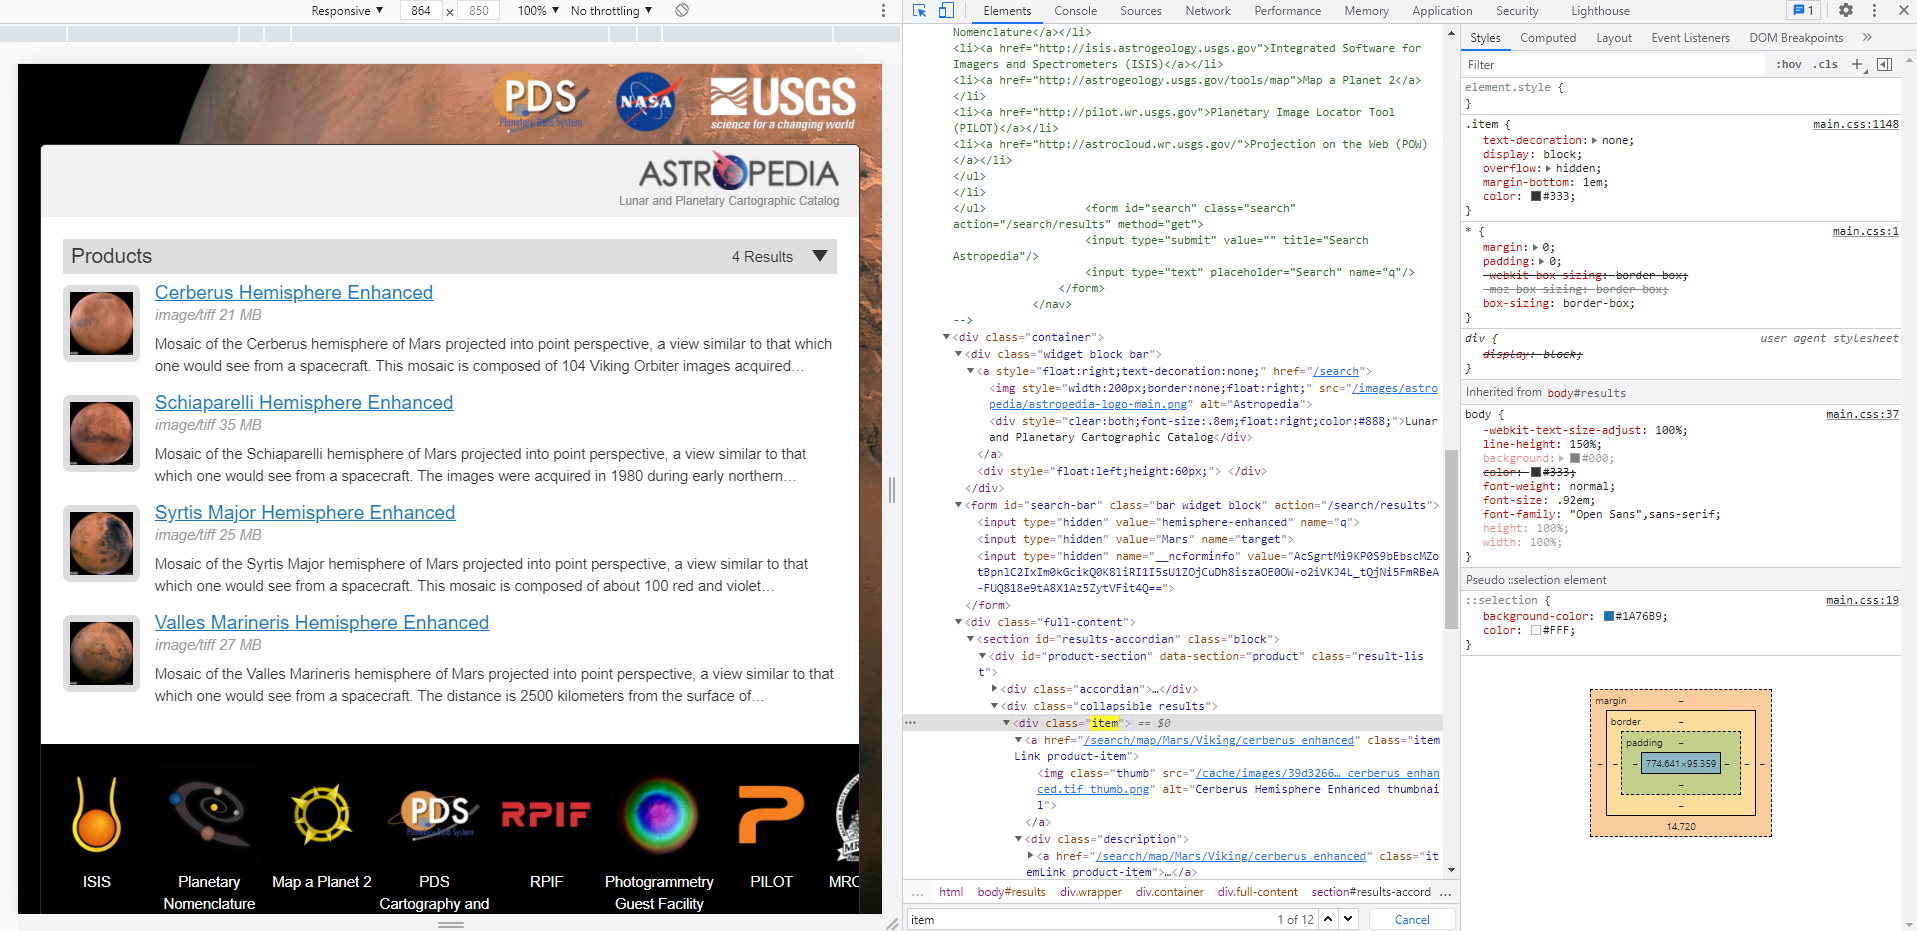 Responsive ▼ 864 x 850 100% ▼ No throttling ▼
PDS
Planetary Data System
NASA
USGS
science for a changing world
ASTROPEDIA
Lunar and Planetary Cartographic Catalog
Products 4 Results ▼
Cerberus Hemisphere Enhanced
image/tiff 21 MB
Mosaic of the Cerberus hemisphere of Mars projected into point perspective, a view similar to that which
one would see from a spacecraft. This mosaic is composed of 104 Viking Orbiter images acquired…
Schiaparelli Hemisphere Enhanced
image/tiff 35 MB
Mosaic of the Schiaparelli hemisphere of Mars projected into point perspective, a view similar to that
which one would see from a spacecraft. The images were acquired in 1980 during early northern…
Syrtis Major Hemisphere Enhanced
image/tiff 25 MB
Mosaic of the Syrtis Major hemisphere of Mars projected into point perspective, a view similar to that
which one would see from a spacecraft. This mosaic is composed of about 100 red and violet…
Valles Marineris Hemisphere Enhanced
image/tiff 27 MB
Mosaic of the Valles Marineris hemisphere of Mars projected into point perspective, a view similar to that
which one would see from a spacecraft. The distance is 2500 kilometers from the surface of…
PDS
RPIF
ISIS
Planetary
Nomenclature
Map a Planet 2
PDS
Cartography and
RPIF
Photogrammetry
Guest Facility
PILOT
MRC
Elements Console Sources Network Performance Memory Application Security Lighthouse 1
Nomenclature</a></li>
<li><a href="http://isis.astrogeology.usgs.gov">Integrated Software for
Imagers and Spectrometers (ISIS)</a></li>
<li><a href="http://astrogeology.usgs.gov/tools/map">Map a Planet 2</a>
</li>
<li><a href="http://pilot.wr.usgs.gov">Planetary Image Locator Tool
(PILOT)</a></li>
<li><a href="http://astrocloud.wr.usgs.gov/">Projection on the Web (POW)
</a></li>
</ul>
</li>
</ul> <form id="search" class="search"
action="/search/results" method="get">
<input type="submit" value="" title="Search
Astropedia"/>
<input type="text" placeholder="Search" name="q"/>
</form>
</nav>
-->
▼<div class="container">
▼<div class="widget block bar">
▼<a style="float:right;text-decoration:none;" href="/search">
<img style="width:200px;border:none;float:right;" src="/images/astro
pedia/astropedia-logo-main.png" alt="Astropedia">
<div style="clear:both;font-size:.8em;float:right;color:#888;">Lunar
and Planetary Cartographic Catalog</div>
</a>
<div style="float:left;height:60px;"> </div>
</div>
▼<form id="search-bar" class="bar widget block" action="/search/results">
<input type="hidden" value="hemisphere-enhanced" name="q">
<input type="hidden" value="Mars" name="target">
</form>
▼<div class="full-content">
▼<section id="results-accordian" class="block">
▼<div id="product-section" data-section="product" class="result-lis
t">
▶<div class="accordian">…</div>
▼<div class="collapsible results">
… ▼<div class="item"> == $0
▼<a href="/search/map/Mars/Viking/cerberus_enhanced" class="item
Link product-item">
<img class="thumb" src="/cache/images/39d3266…_cerberus_enhan
ced.tif_thumb.png" alt="Cerberus Hemisphere Enhanced thumbnai
l">
</a>
▼<div class="description">
▶<a href="/search/map/Mars/Viking/cerberus_enhanced" class="it
emLink product-item">…</a>
… html body#results div.wrapper div.container div.full-content section#results-accord …
item 1 of 12 Cancel
Styles Computed Layout Event Listeners DOM Breakpoints »
Filter :hov .cls +
element.style {
}
.item { main.css:1148
text-decoration: ▶ none;
display: block;
overflow: ▶ hidden;
margin-bottom: 1em;
color: #333;
}
* { main.css:1
margin: ▶ 0;
padding: ▶ 0;
-webkit-box-sizing: border-box;
-moz-box-sizing: border-box;
box-sizing: border-box;
}
div { user agent stylesheet
display: block;
}
Inherited from body#results
body { main.css:37
-webkit-text-size-adjust: 100%;
line-height: 150%;
background: ▶ #000;
color: #333;
font-weight: normal;
font-size: .92em;
font-family: "Open Sans",sans-serif;
height: 100%;
width: 100%;
}
Pseudo ::selection element
::selection { main.css:19
background-color: #1A76B9;
color: #FFF;
}
margin –
border –
padding –
– – – 774.641×95.359 – – –
–
–
14.720